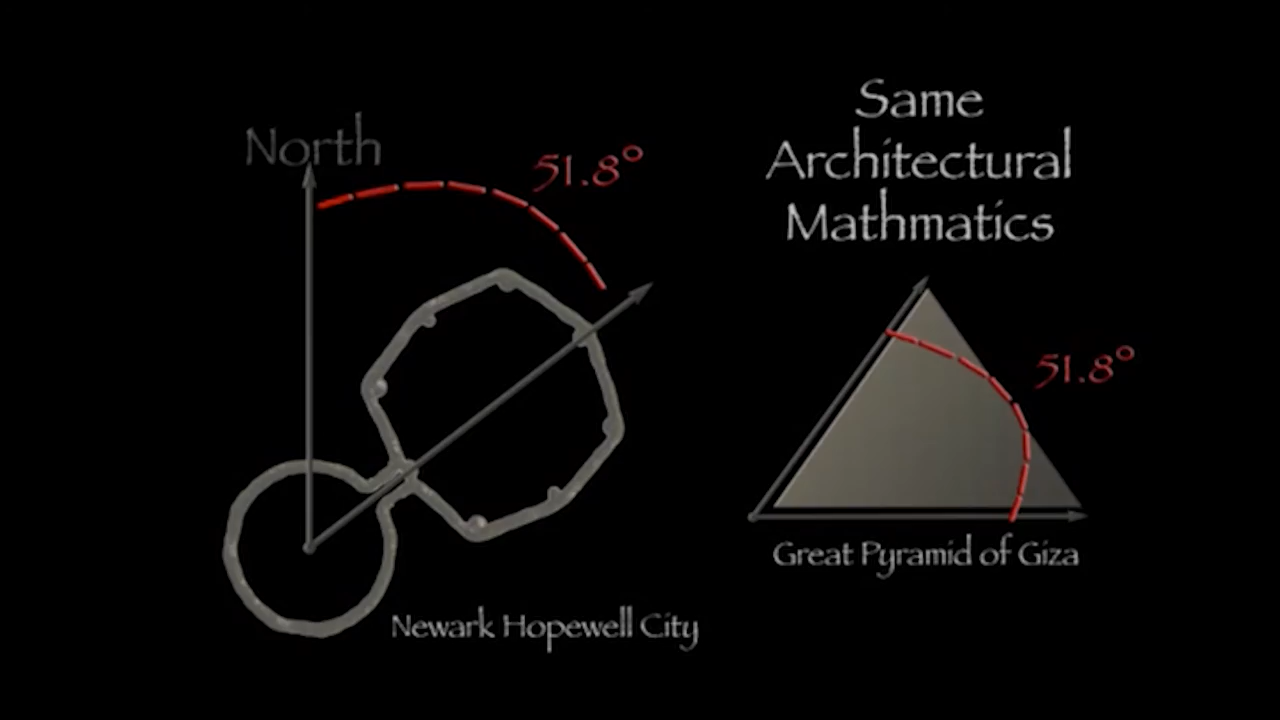 North
51.8°
Newark Hopewell City
Same
Architectural
Mathmatics
51.8°
Great Pyramid of Giza